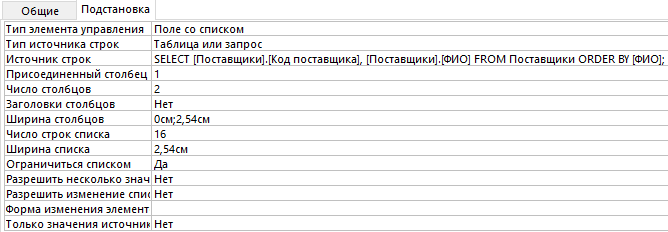 Общие Подстановка
Тип элемента управления Поле со списком
Тип источника строк Таблица или запрос
Источник строк SELECT [Поставщики].[Код поставщика], [Поставщики].[ФИО] FROM Поставщики ORDER BY [ФИО];
Присоединенный столбец 1
Число столбцов 2
Заголовки столбцов Нет
Ширина столбцов 0см;2,54см
Число строк списка 16
Ширина списка 2,54см
Ограничиться списком Да
Разрешить несколько знач Нет
Разрешить изменение спис Нет
Форма изменения элемент
Только значения источник Нет